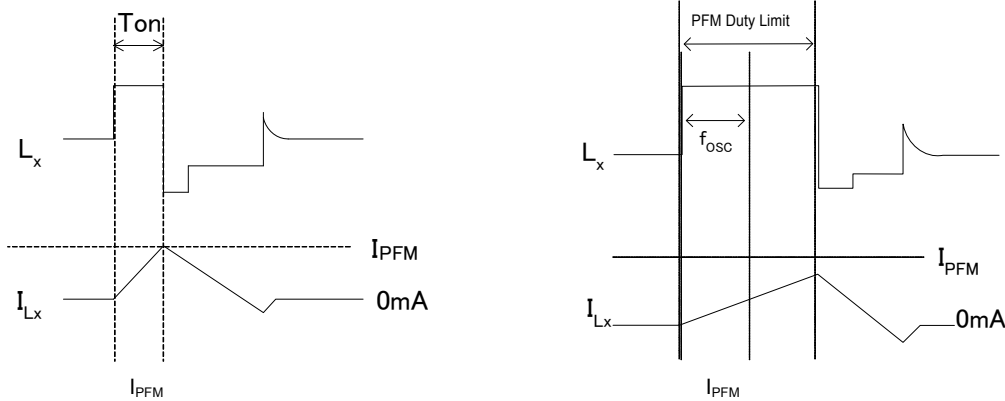 Ton
Lx
IPFM
ILx
0mA
IPFM
PFM Duty Limit
fosc
Lx
IPFM
ILx
0mA
IPFM